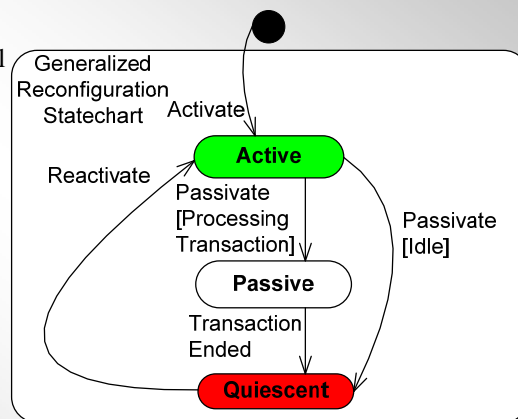 l
Generalized
Reconfiguration
Statechart
Activate
Active
Reactivate
Passivate
[Processing
Transaction]
Passivate
[Idle]
Passive
Transaction
Ended
Quiescent